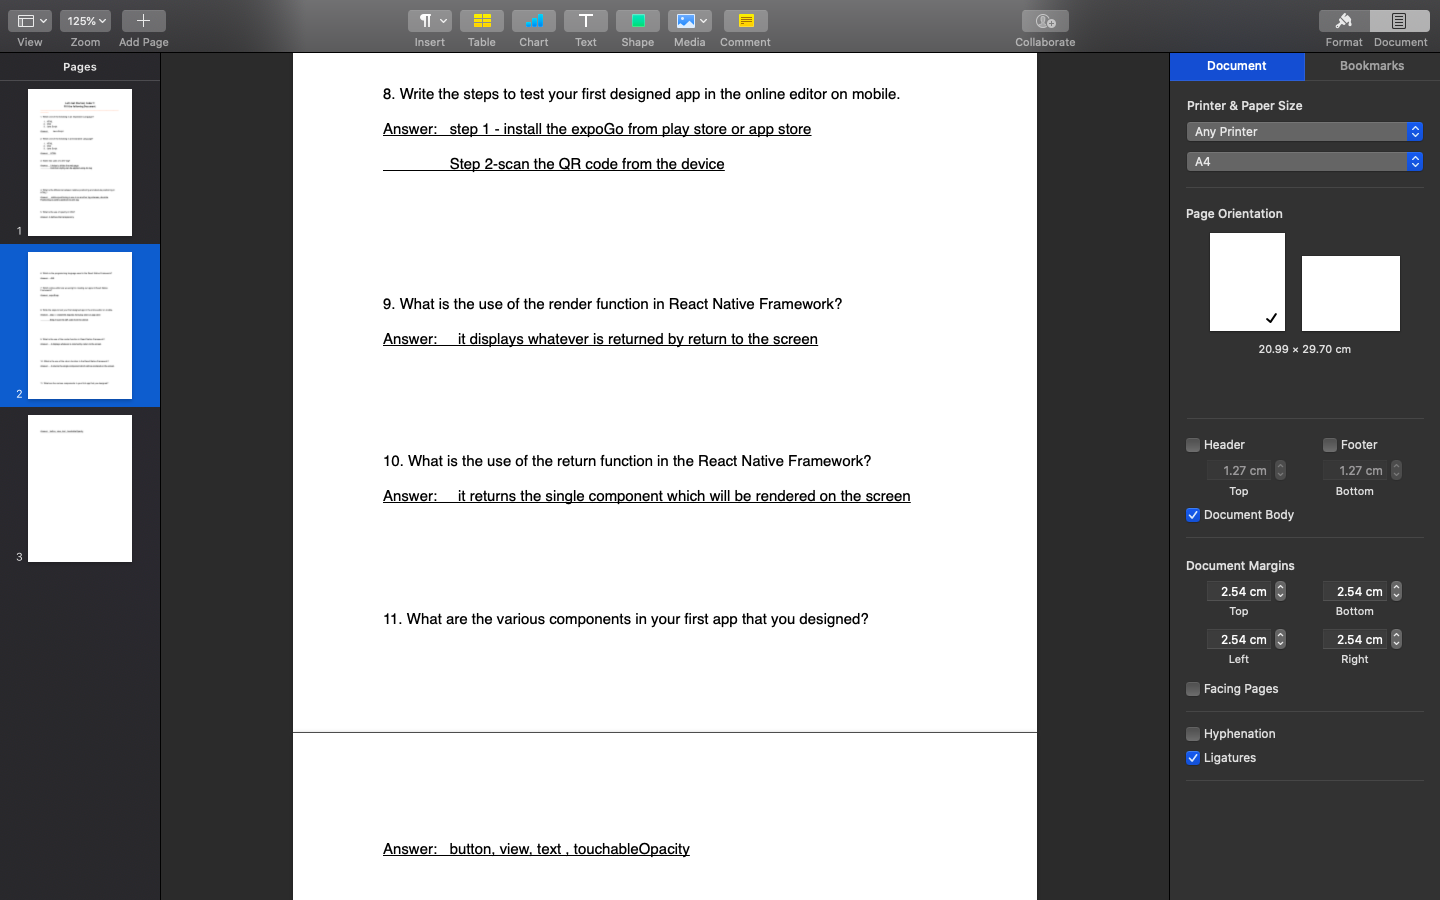 View
125%
Zoom
Add Page
Insert
Table
Chart
Text
Shape
Media
Comment
Collaborate
Format
Document
Pages
1
2
3
8. Write the steps to test your first designed app in the online editor on mobile.
Answer: step 1 - install the expoGo from play store or app store
Step 2-scan the QR code from the device
9. What is the use of the render function in React Native Framework?
Answer: it displays whatever is returned by return to the screen
10. What is the use of the return function in the React Native Framework?
Answer: it returns the single component which will be rendered on the screen
11. What are the various components in your first app that you designed?
Answer: button, view, text , touchableOpacity
Document
Bookmarks
Printer & Paper Size
Any Printer
A4
Page Orientation
20.99 × 29.70 cm
Header
Footer
1.27 cm
1.27 cm
Top
Bottom
Document Body
Document Margins
2.54 cm
2.54 cm
Top
Bottom
2.54 cm
2.54 cm
Left
Right
Facing Pages
Hyphenation
Ligatures